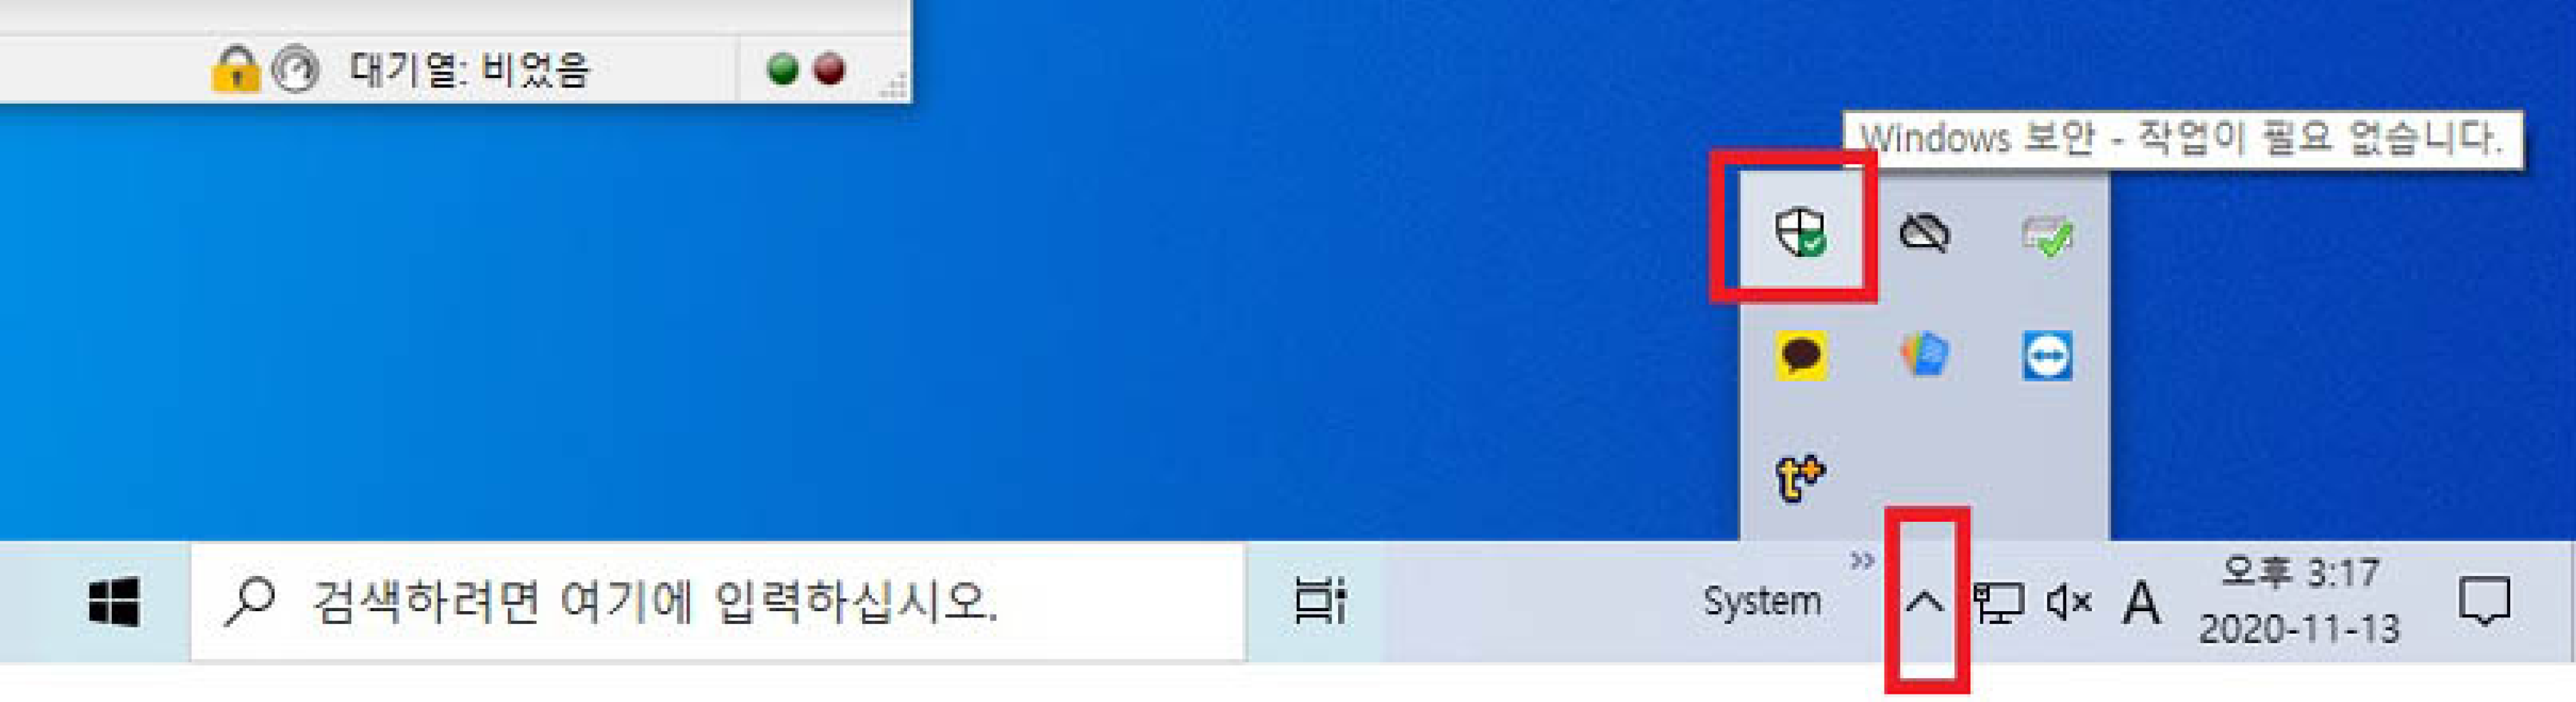 대기열: 비었음
Windows 보안 - 작업이 필요 없습니다.
t+
검색하려면 여기에 입력하십시오.
System
»
A
오후 3:17
2020-11-13